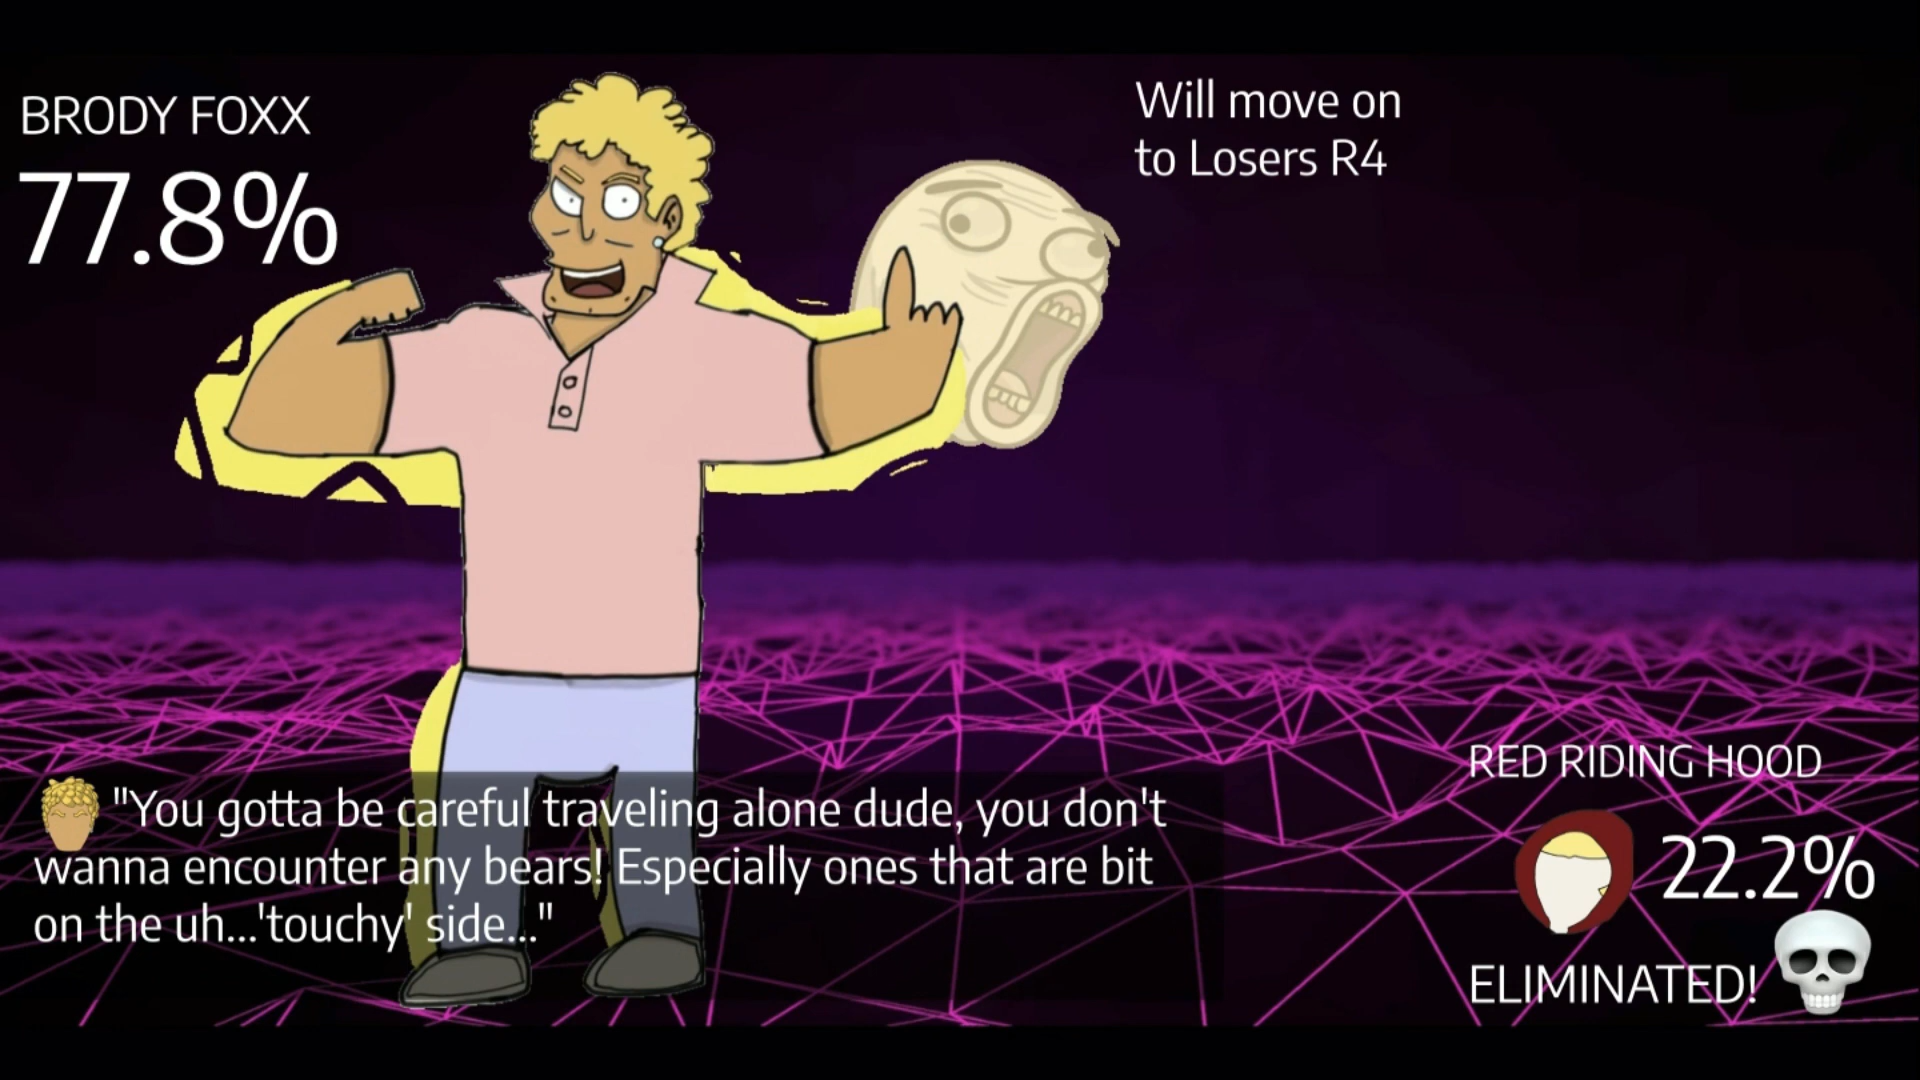 BRODY FOXX
77.8%
Will move on
to Losers R4
"You gotta be careful traveling alone dude, you don't
wanna encounter any bears! Especially ones that are bit
on the uh...'touchy' side..."
RED RIDING HOOD
22.2%
ELIMINATED!